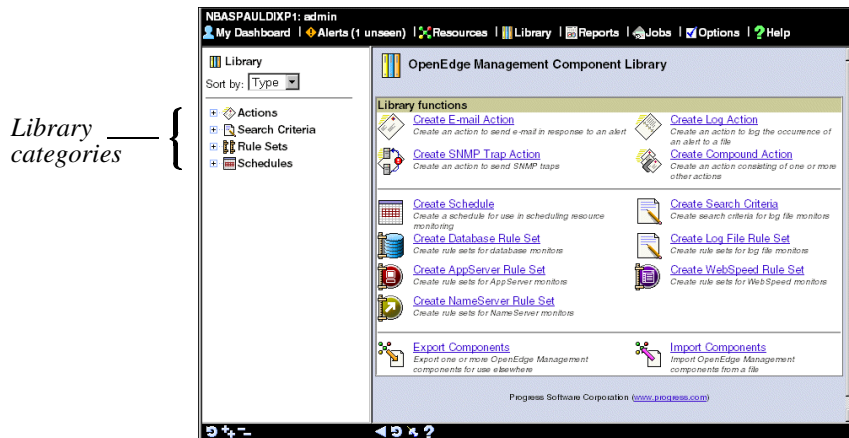 NBASPAULDIXP1: admin
My Dashboard | Alerts (1 unseen) | Resources | Library | Reports | Jobs | Options | Help
Library
Sort by: Type
Actions
Search Criteria
Rule Sets
Schedules
Library
categories
OpenEdge Management Component Library
Library functions
Create E-mail Action
Create an action to send e-mail in response to an alert
Create Log Action
Create an action to log the occurrence of
an alert to a file
Create SNMP Trap Action
Create an action to send SNMP traps
Create Compound Action
Create an action consisting of one or more
other actions
Create Schedule
Create a schedule for use in scheduling resource
monitoring
Create Search Criteria
Create search criteria for log file monitors
Create Database Rule Set
Create rule sets for database monitors
Create Log File Rule Set
Create rule sets for log file monitors
Create AppServer Rule Set
Create rule sets for AppServer monitors
Create WebSpeed Rule Set
Create rule sets for WebSpeed monitors
Create NameServer Rule Set
Create rule sets for NameServer monitors
Export Components
Export one or more OpenEdge Management
components for use elsewhere
Import Components
Import OpenEdge Management
components from a file
Progress Software Corporation (www.progress.com)